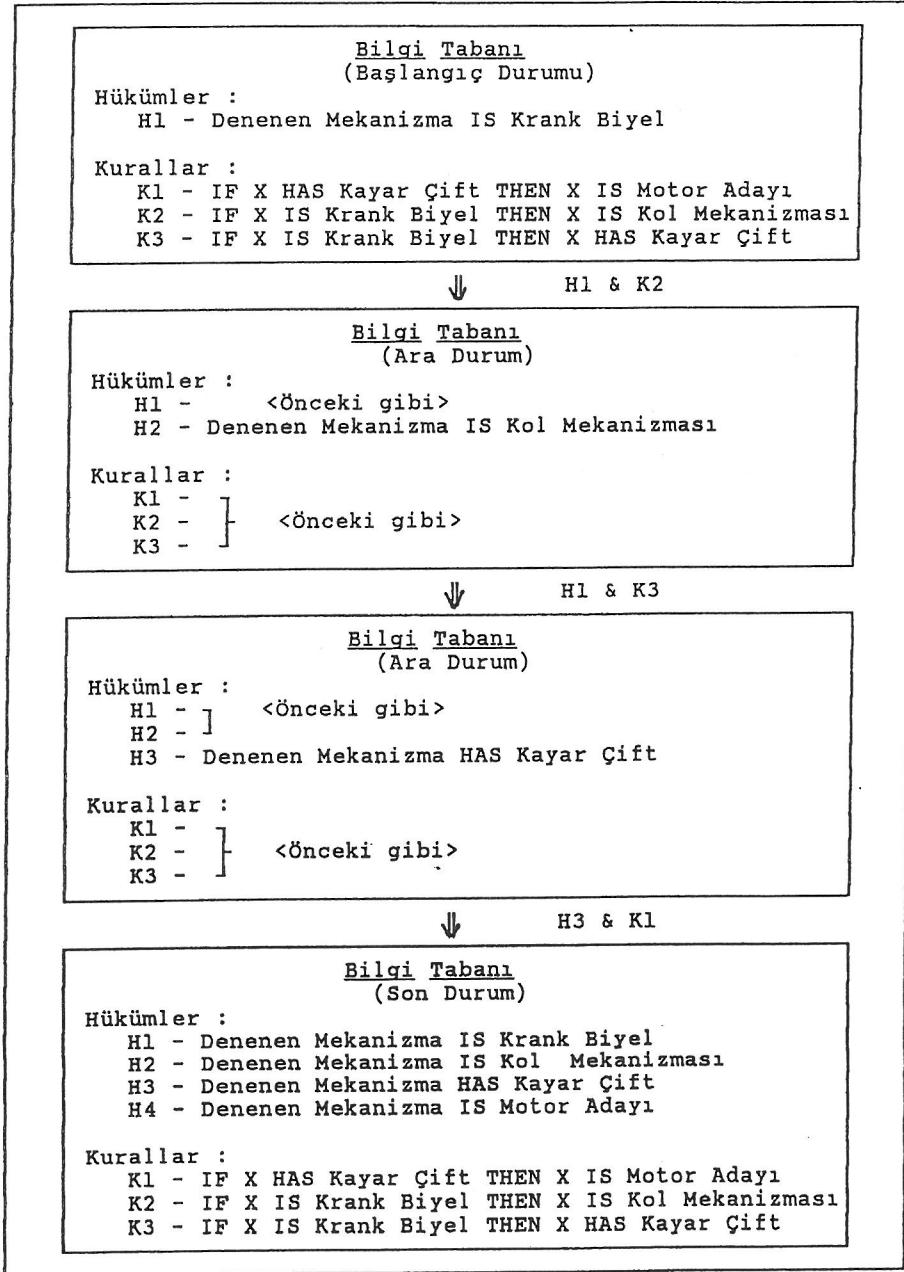 Bilgi Tabanı
(Başlangıç Durumu)
Hükümler :
H1 - Denenen Mekanizma IS Krank Biyel
Kurallar :
K1 - IF X HAS Kayar Çift THEN X IS Motor Adayı
K2 - IF X IS Krank Biyel THEN X IS Kol Mekanizması
K3 - IF X IS Krank Biyel THEN X HAS Kayar Çift
H1 & K2
Bilgi Tabanı
(Ara Durum)
Hükümler :
H1 - <Önceki gibi>
H2 - Denenen Mekanizma IS Kol Mekanizması
Kurallar :
K1 -
K2 - <Önceki gibi>
K3 -
H1 & K3
Bilgi Tabanı
(Ara Durum)
Hükümler :
H1 - <Önceki gibi>
H2 -
H3 - Denenen Mekanizma HAS Kayar Çift
Kurallar :
K1 -
K2 - <Önceki gibi>
K3 -
H3 & K1
Bilgi Tabanı
(Son Durum)
Hükümler :
H1 - Denenen Mekanizma IS Krank Biyel
H2 - Denenen Mekanizma IS Kol Mekanizması
H3 - Denenen Mekanizma HAS Kayar Çift
H4 - Denenen Mekanizma IS Motor Adayı
Kurallar :
K1 - IF X HAS Kayar Çift THEN X IS Motor Adayı
K2 - IF X IS Krank Biyel THEN X IS Kol Mekanizması
K3 - IF X IS Krank Biyel THEN X HAS Kayar Çift